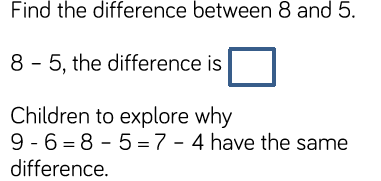 Find the difference between 8 and 5.
8 – 5, the difference is
Children to explore why
9 - 6 = 8 – 5 = 7 – 4 have the same
difference.